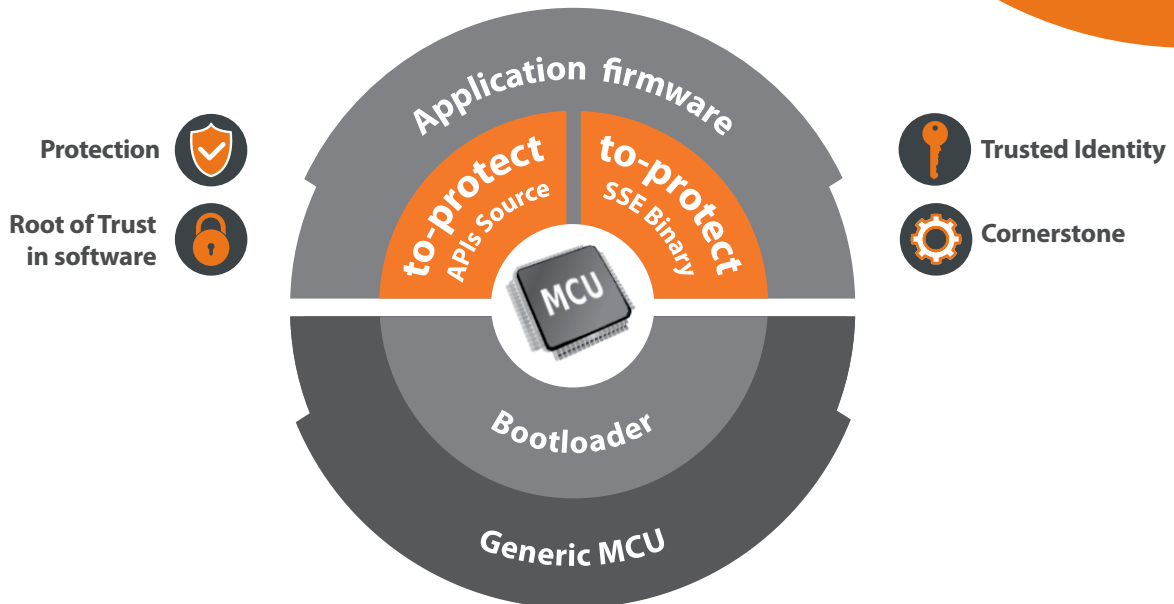 Application firmware
to-protect
APIs Source
to-protect
SSE Binary
MCU
Bootloader
Generic MCU
Protection
Root of Trust
in software
Trusted Identity
Cornerstone